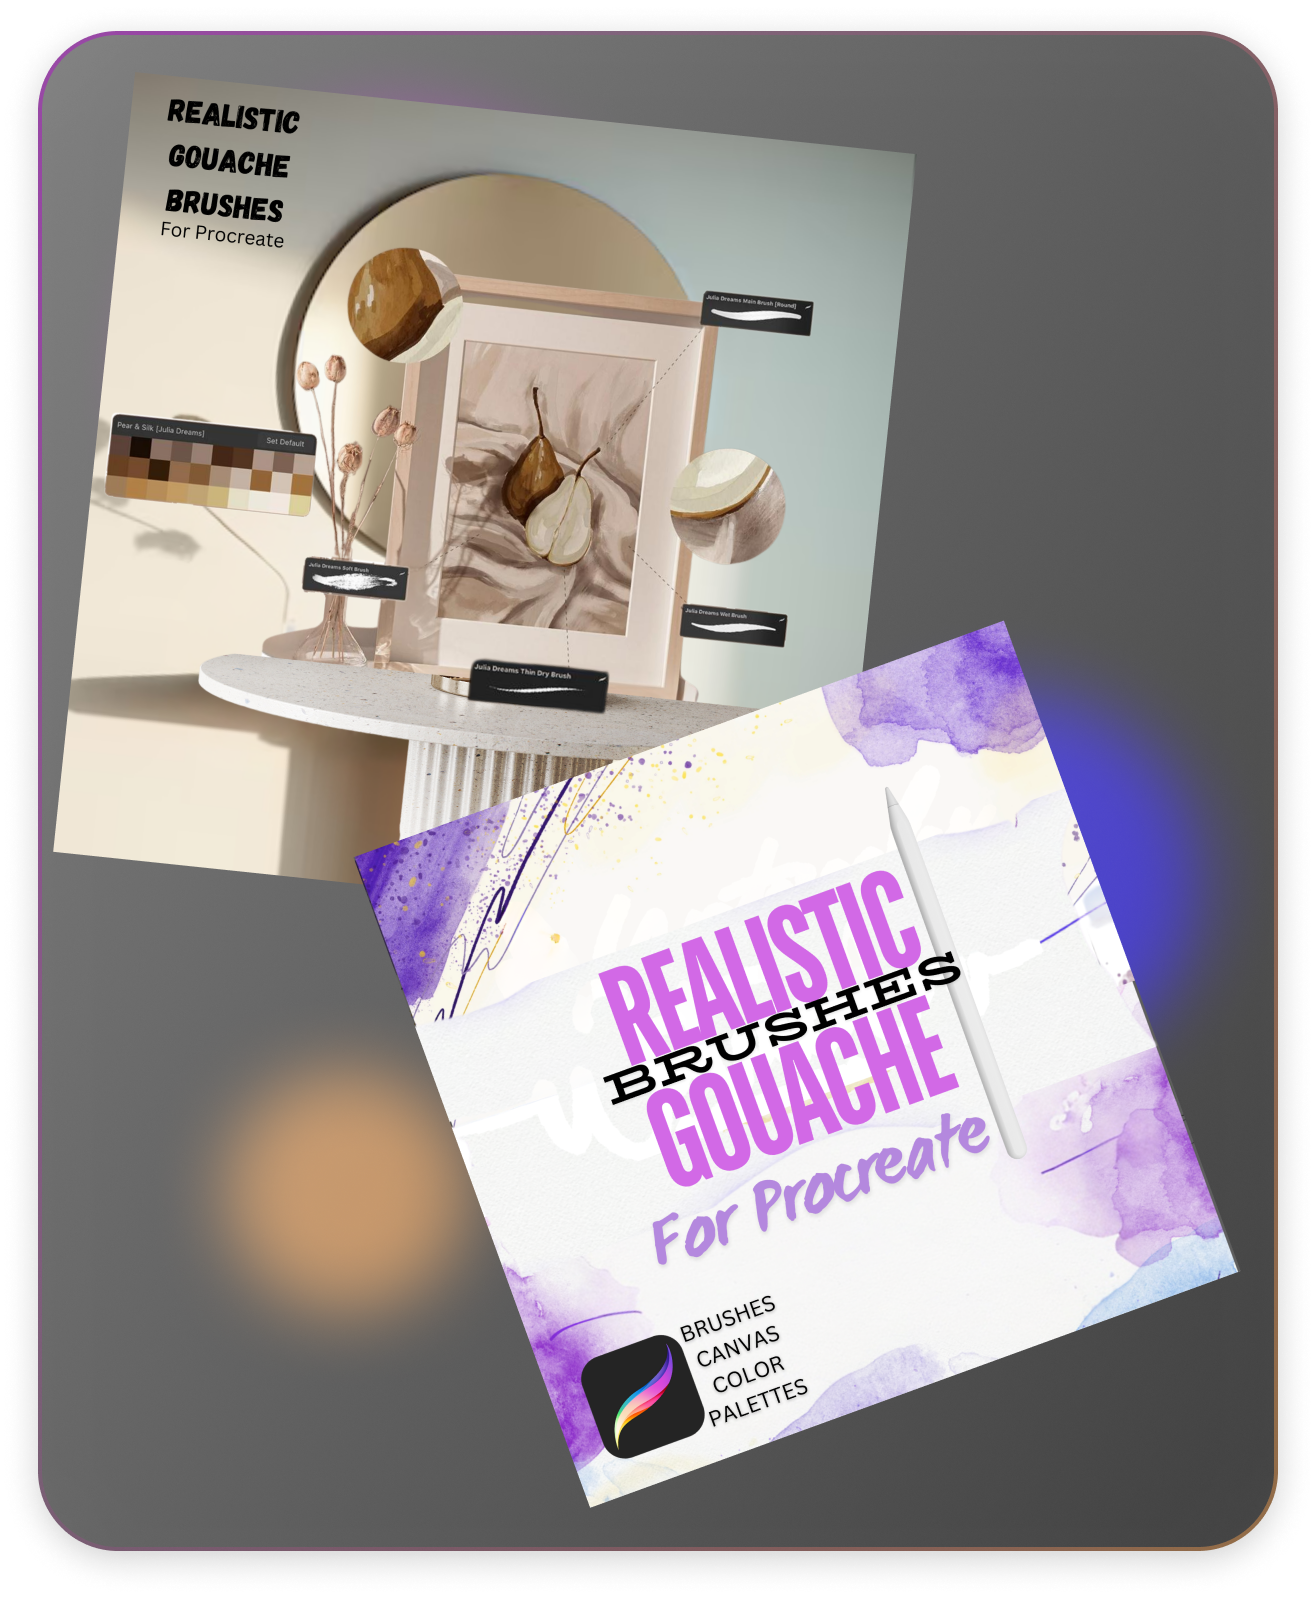 REALISTIC
GOUACHE
BRUSHES
For Procreate
Julia Dreams Main Brush [Round]
Pear & Silk [Julia Dreams]
Set Default
Julia Dreams Soft Brush
Julia Dreams Wet Brush
Julia Dreams Thin Dry Brush
REALISTIC
BRUSHES
GOUACHE
For Procreate
BRUSHES
CANVAS
COLOR
PALETTES